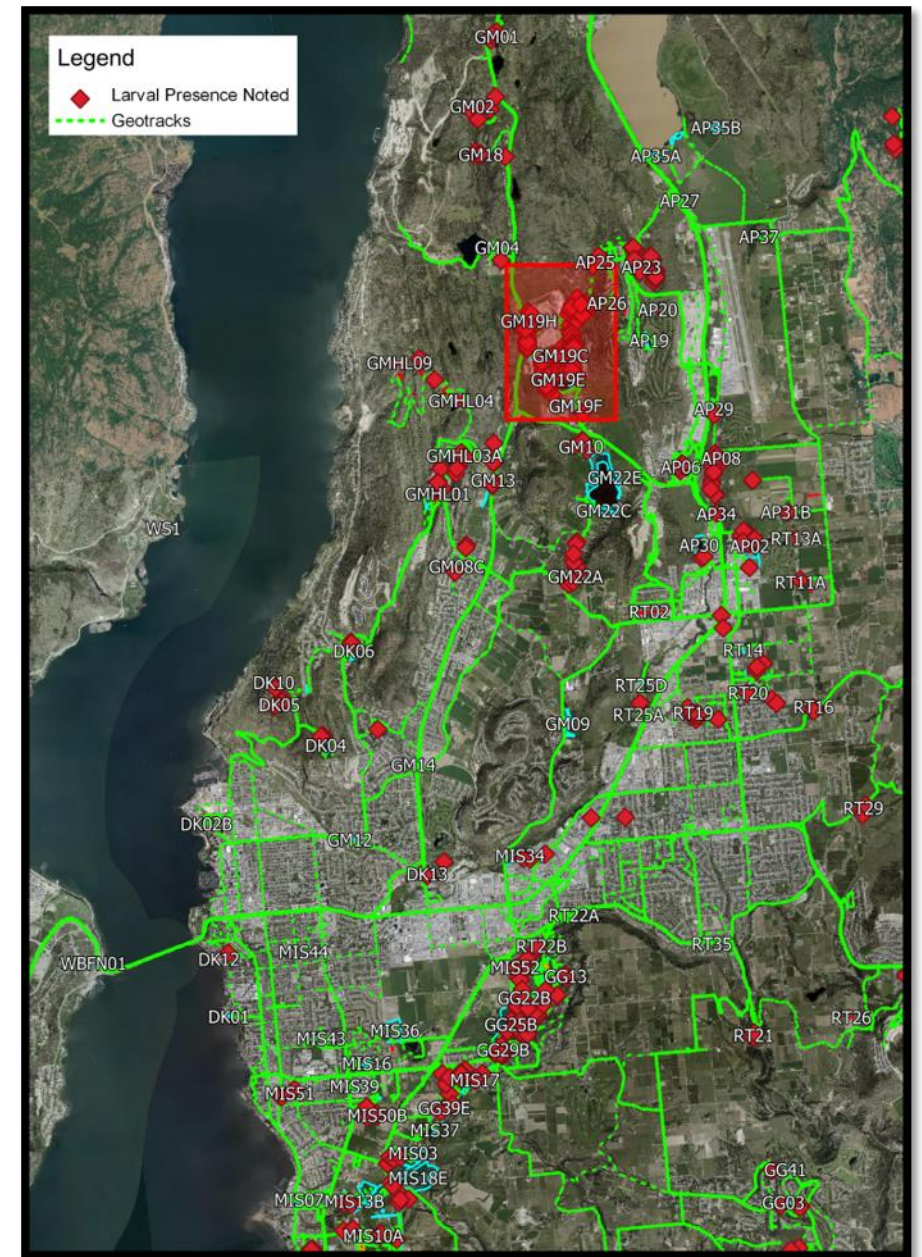 Legend
Larval Presence Noted
Geotracks
GM01
GM02
AP35B
GM18
AP35A
AP27
AP37
GM04
AP25
AP23
AP26
AP20
GM19H
AP19
GM19C
GMHL09
GM19E
GMHL04
GM19F
AP29
GM10
GMHL03A
AP06
AP08
GM13
GM22E
GMHL01
GM22C
AP34
AP31B
WS1
AP30
AP02
RT13A
GM08C
GM22A
RT11A
RT02
DK06
RT14
DK10
RT25D
RT20
DK05
RT25A
RT19
RT16
GM09
DK04
GM14
RT29
DK02B
GM12
MIS34
DK13
RT22A
RT22B
RT35
MIS44
DK12
WBFN01
MIS52
GG13
GG22B
DK01
GG25B
RT26
MIS36
MIS43
RT21
GG29B
MIS16
MIS17
MIS39
MIS51
GG39E
MIS50B
MIS37
MIS03
GG41
MIS18E
MIS07
MIS13B
GG03
MIS10A